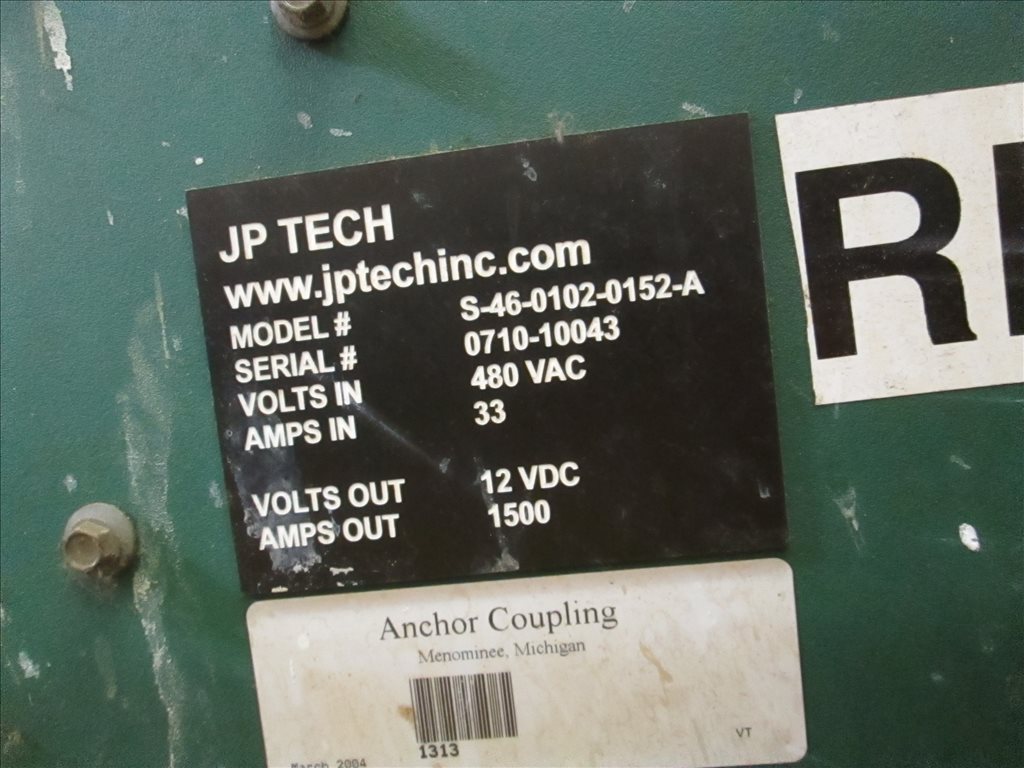 JP TECH
www.jptechinc.com
MODEL # S-46-0102-0152-A
SERIAL # 0710-10043
VOLTS IN 480 VAC
AMPS IN 33
VOLTS OUT 12 VDC
AMPS OUT 1500
R
Anchor Coupling
Menominee, Michigan
1313
VT
March 2004